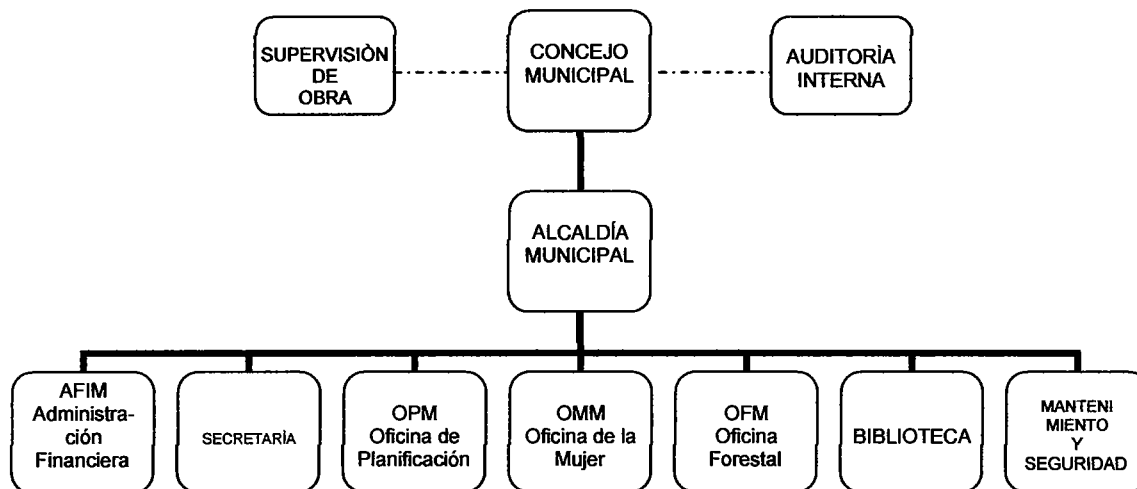 SUPERVISIÒN
DE
OBRA
CONCEJO
MUNICIPAL
AUDITORÌA
INTERNA
ALCALDÍA
MUNICIPAL
AFIM
Administra-
ción
Financiera
SECRETARÌA
OPM
Oficina de
Planificación
OMM
Oficina de la
Mujer
OFM
Oficina
Forestal
BIBLIOTECA
MANTENI
MIENTO
Y
SEGURIDAD